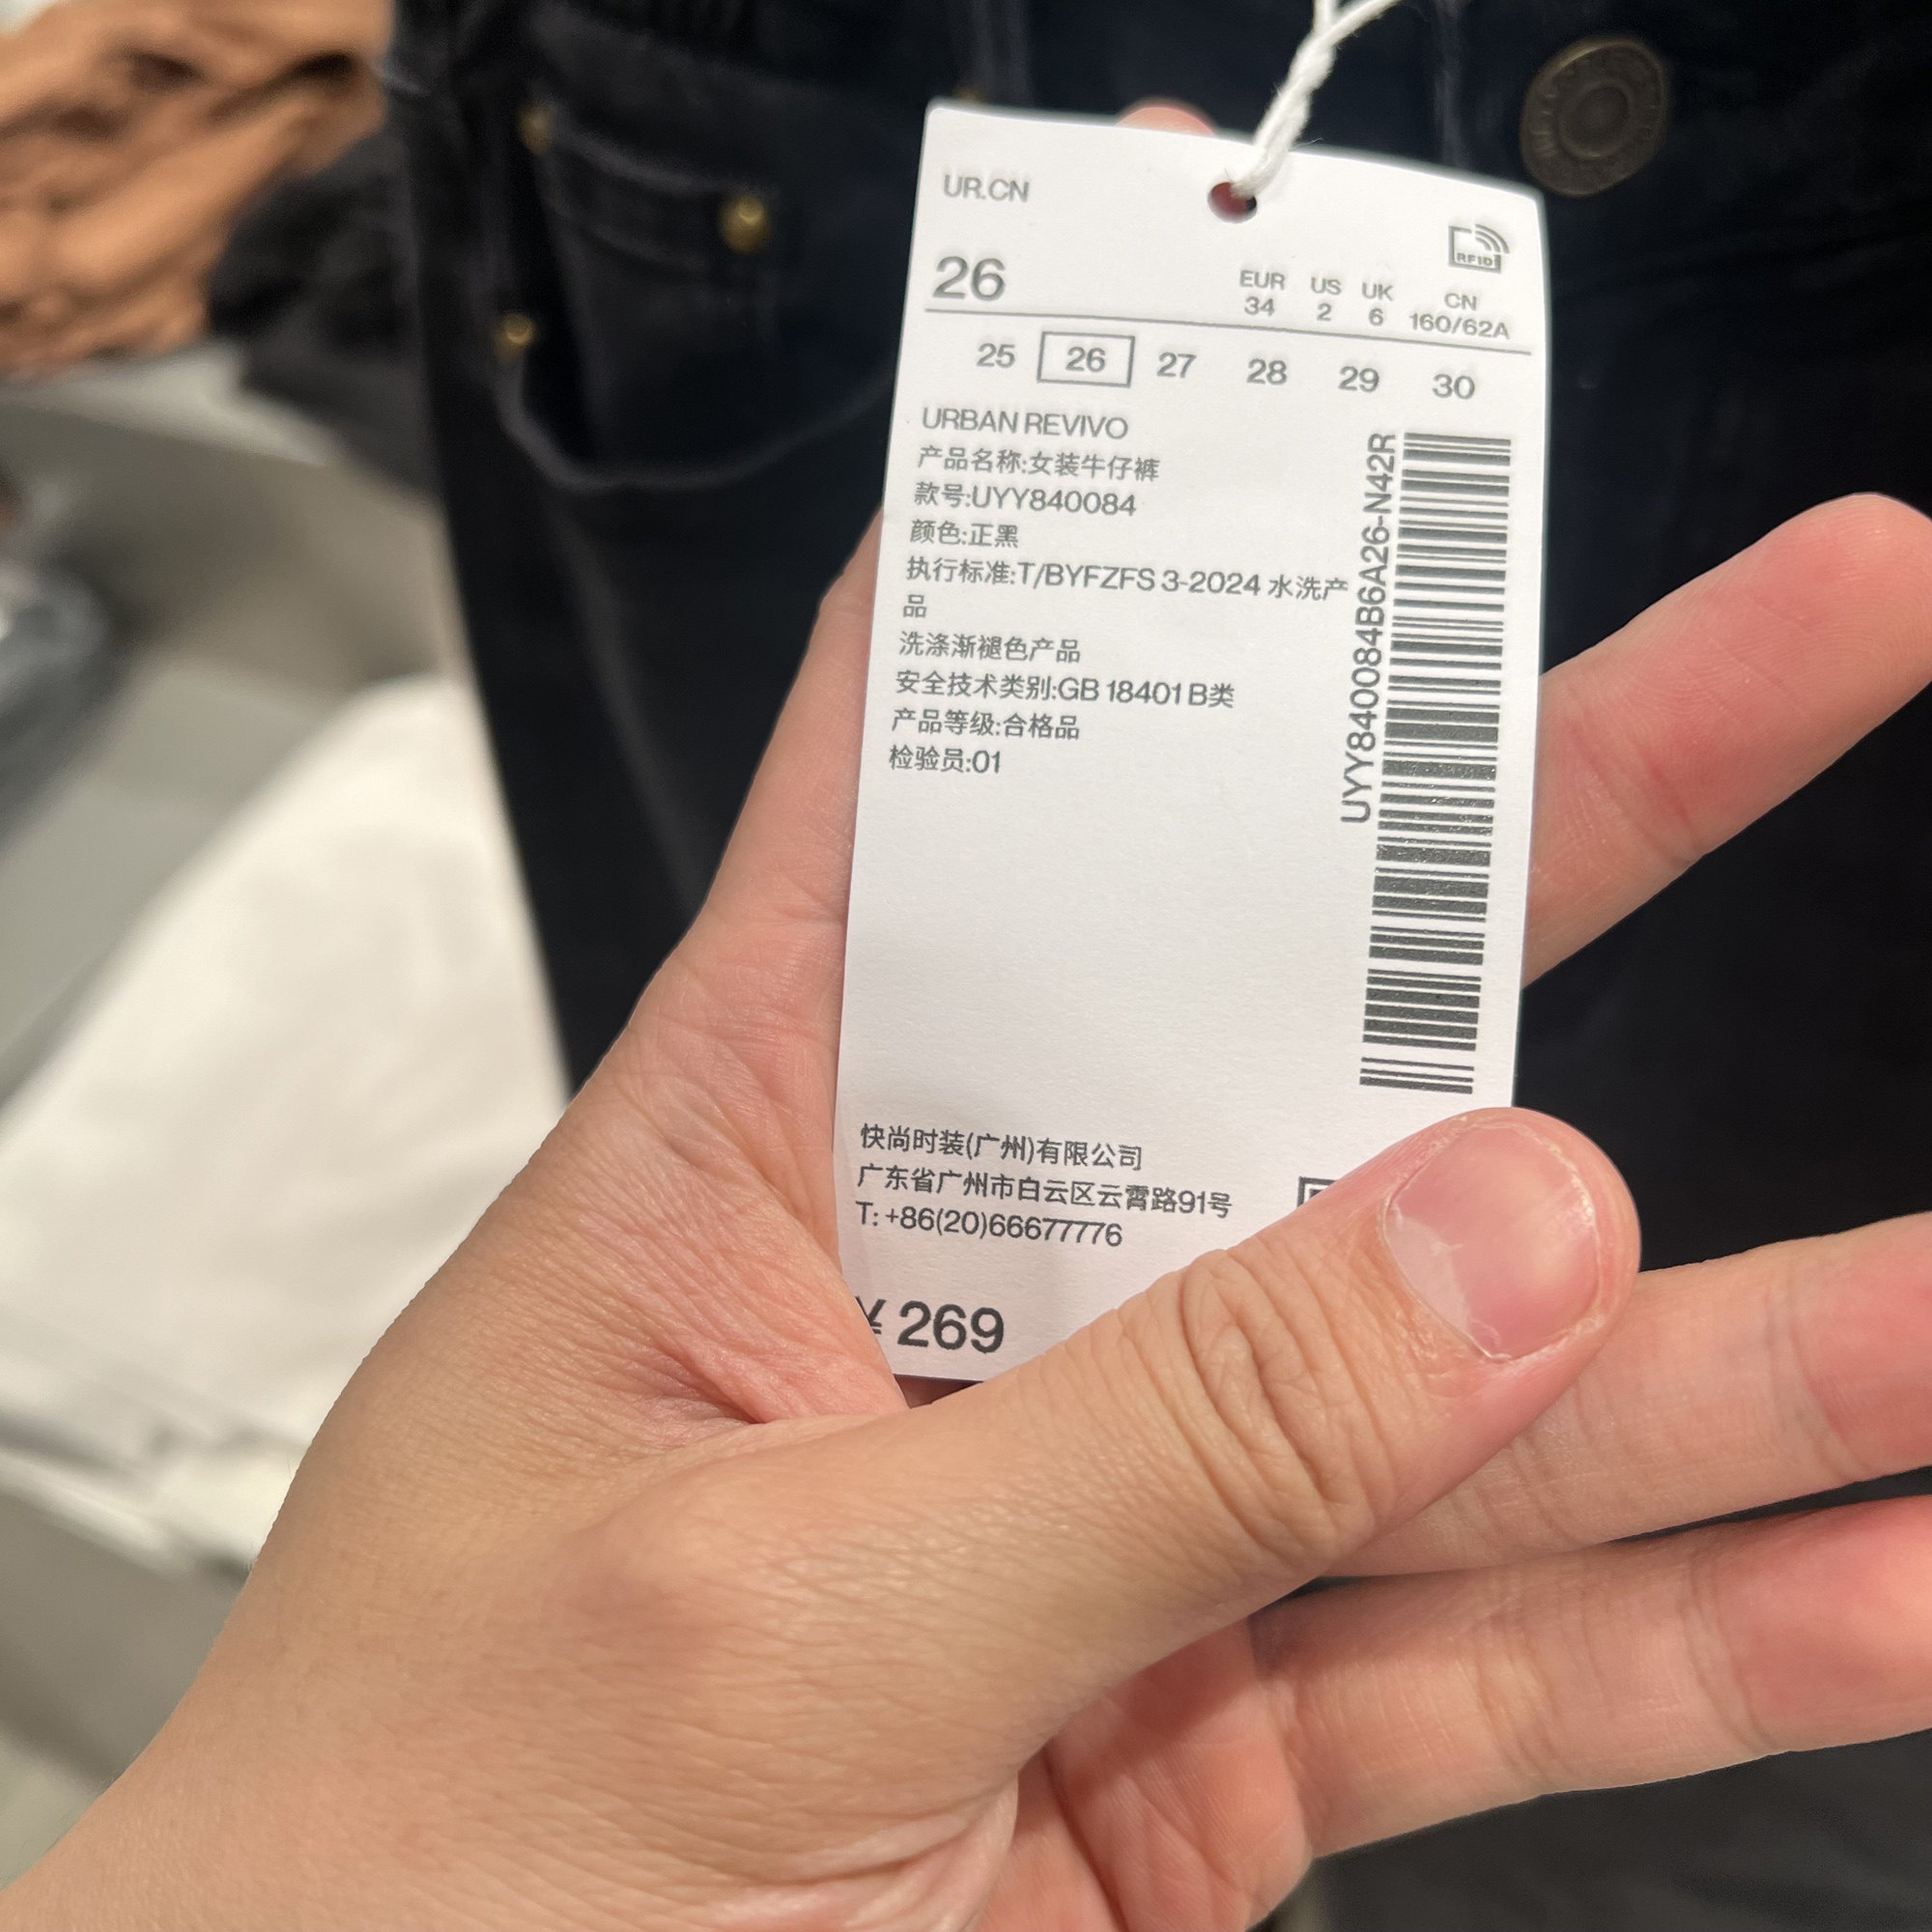 UR.CN
RFID
26
EUR US UK CN
34 2 6 160/62A
25 26 27 28 29 30
URBAN REVIVO
产品名称:女装牛仔裤
款号:UYY840084
颜色:正黑
执行标准:T/BYFZFS 3-2024 水洗产
品
洗涤渐褪色产品
安全技术类别:GB 18401 B类
产品等级:合格品
检验员:01
UYY840084B6A26-N42R
快尚时装(广州)有限公司
广东省广州市白云区云霄路91号
T: +86(20)66677776
¥ 269